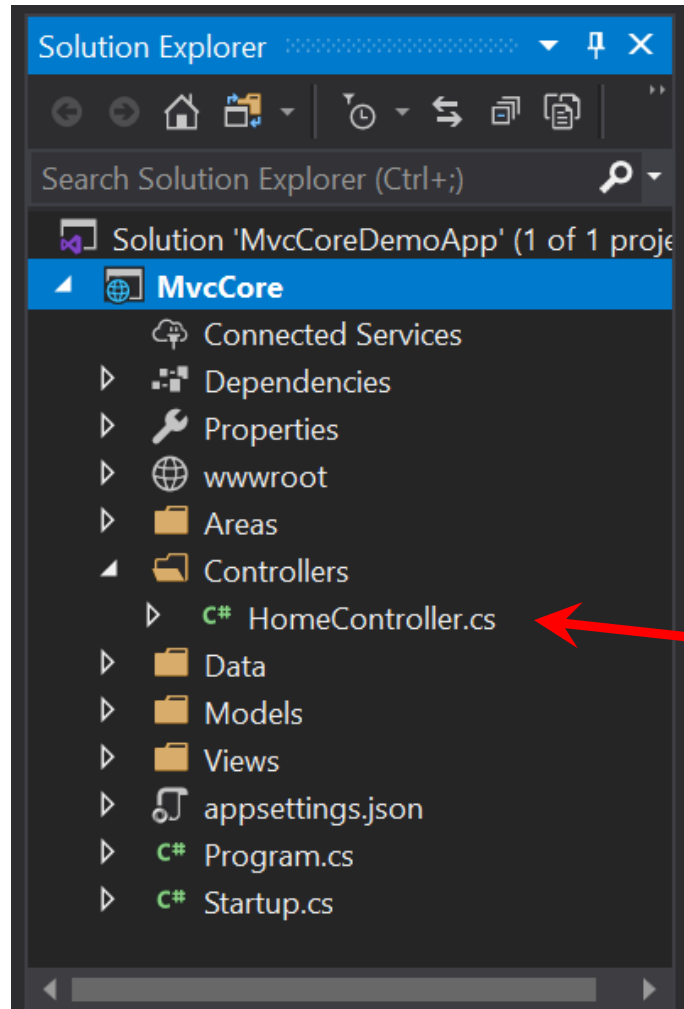 Solution Explorer
Search Solution Explorer (Ctrl+;)
Solution 'MvcCoreDemoApp' (1 of 1 proje
MvcCore
Connected Services
Dependencies
Properties
wwwroot
Areas
Controllers
C# HomeController.cs
Data
Models
Views
appsettings.json
C# Program.cs
C# Startup.cs